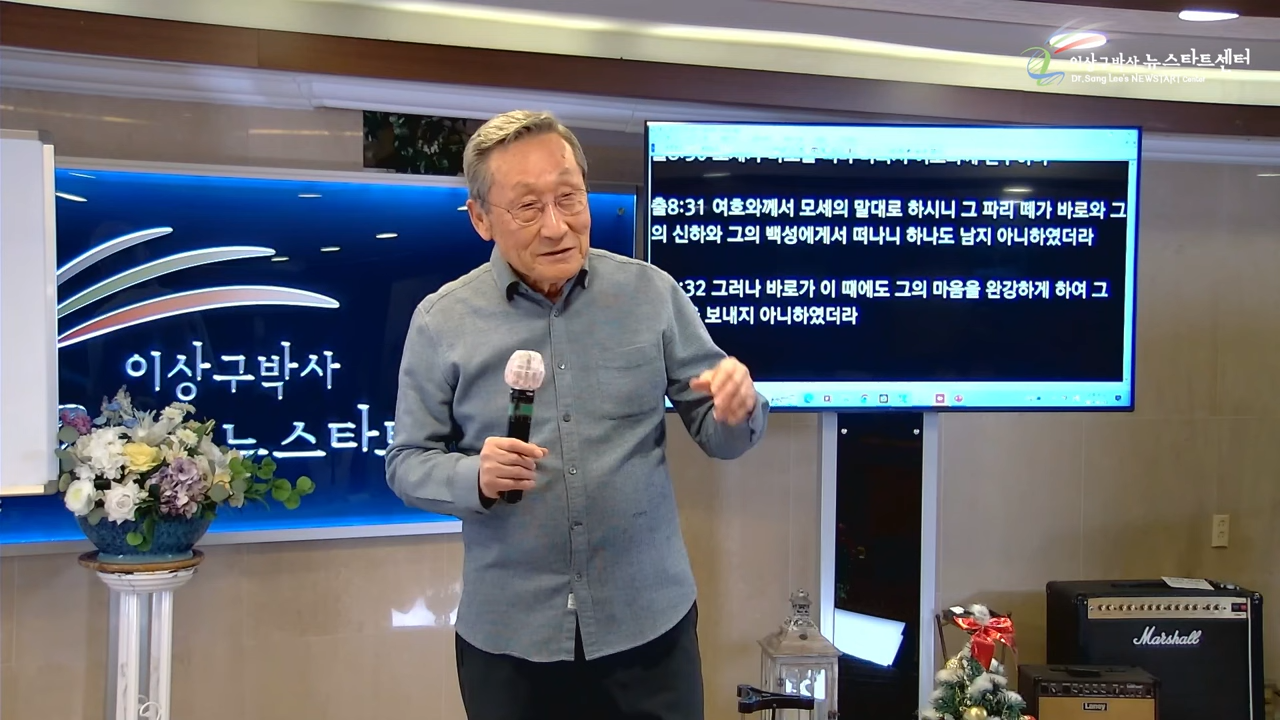 이상구박사 뉴스타트센터
Dr.Sang Lee's NEWSTART Center
출8:31 여호와께서 모세의 말대로 하시니 그 파리 떼가 바로와 그
의 신하와 그의 백성에게서 떠나니 하나도 남지 아니하였더라
:32 그러나 바로가 이 때에도 그의 마음을 완강하게 하여 그
보내지 아니하였더라
이상구박사
뉴스타트
Marshall
Laney